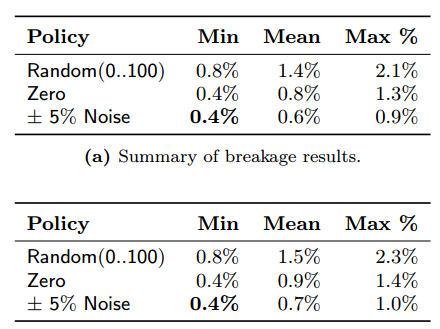 Policy Min Mean Max %
Random(0..100) 0.8% 1.4% 2.1%
Zero 0.4% 0.8% 1.3%
± 5% Noise 0.4% 0.6% 0.9%
(a) Summary of breakage results.
Policy Min Mean Max %
Random(0..100) 0.8% 1.5% 2.3%
Zero 0.4% 0.9% 1.4%
± 5% Noise 0.4% 0.7% 1.0%